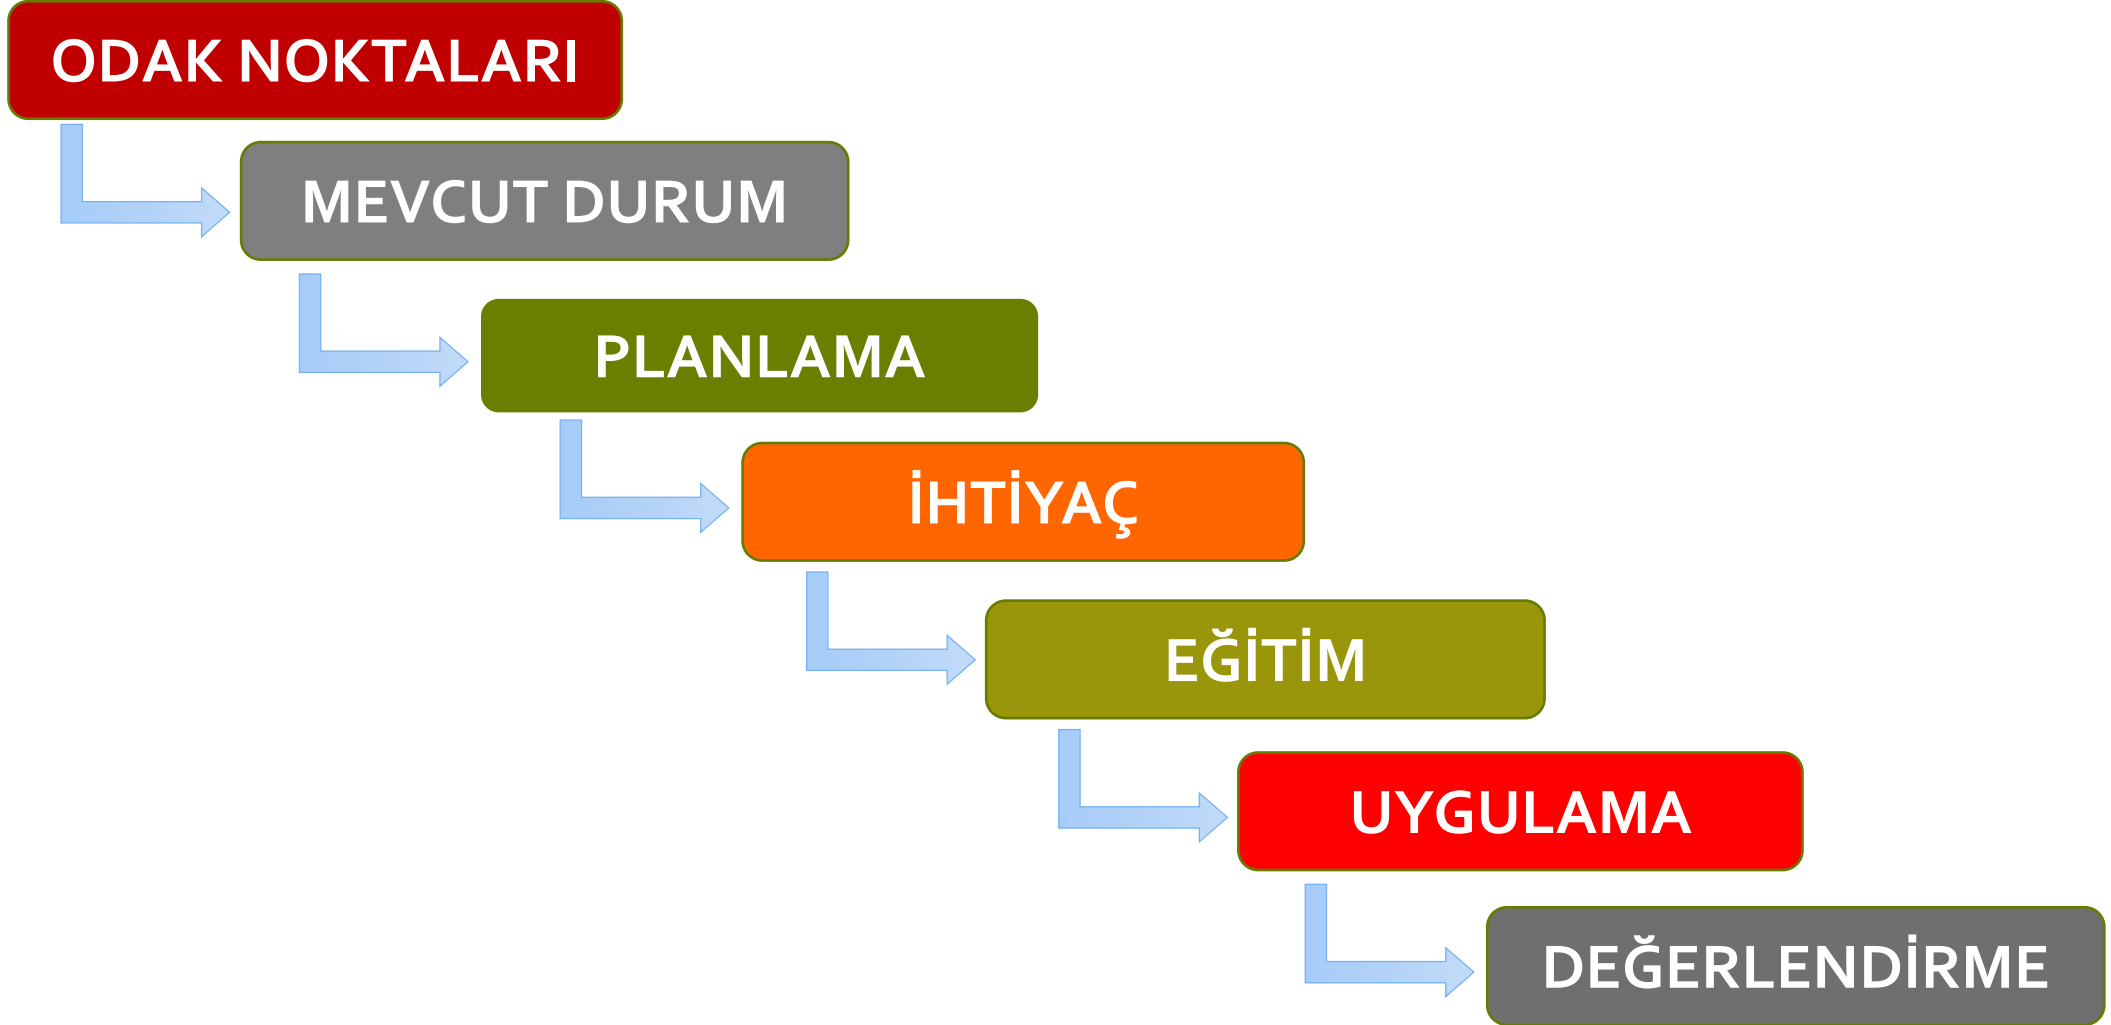 ODAK NOKTALARI
MEVCUT DURUM
PLANLAMA
İHTİYAÇ
EĞİTİM
UYGULAMA
DEĞERLENDİRME